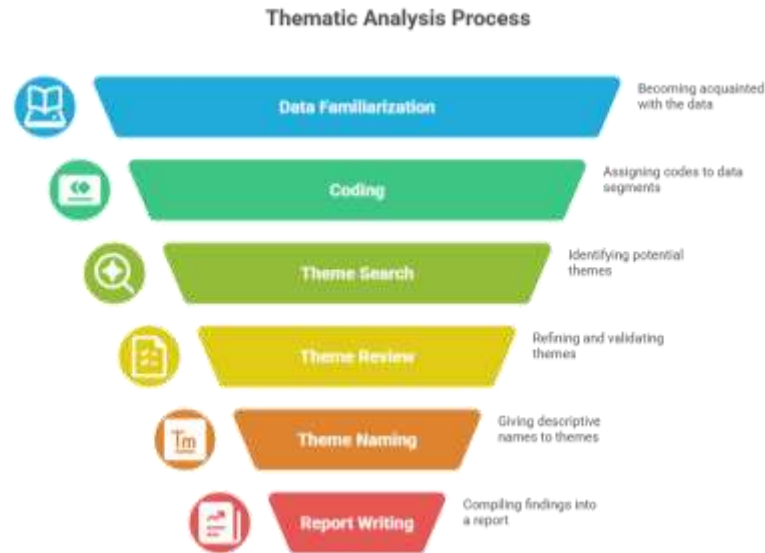 Thematic Analysis Process
Data Familiarization
Becoming acquainted
with the data
Coding
Assigning codes to data
segments
Theme Search
Identifying potential
themes
Theme Review
Refining and validating
themes
Tm
Theme Naming
Giving descriptive
names to themes
Report Writing
Compiling findings into
a report